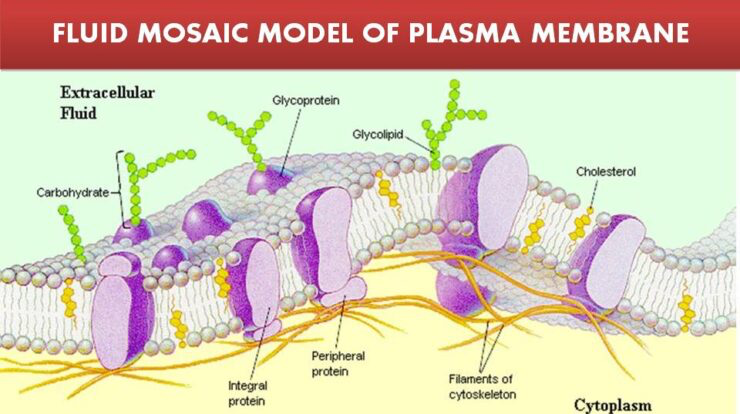 FLUID MOSAIC MODEL OF PLASMA MEMBRANE
Extracellular
Fluid
Glycoprotein
Glycolipid
Carbohydrate
Cholesterol
Integral
protein
Peripheral
protein
Filaments of
cytoskeleton
Cytoplasm